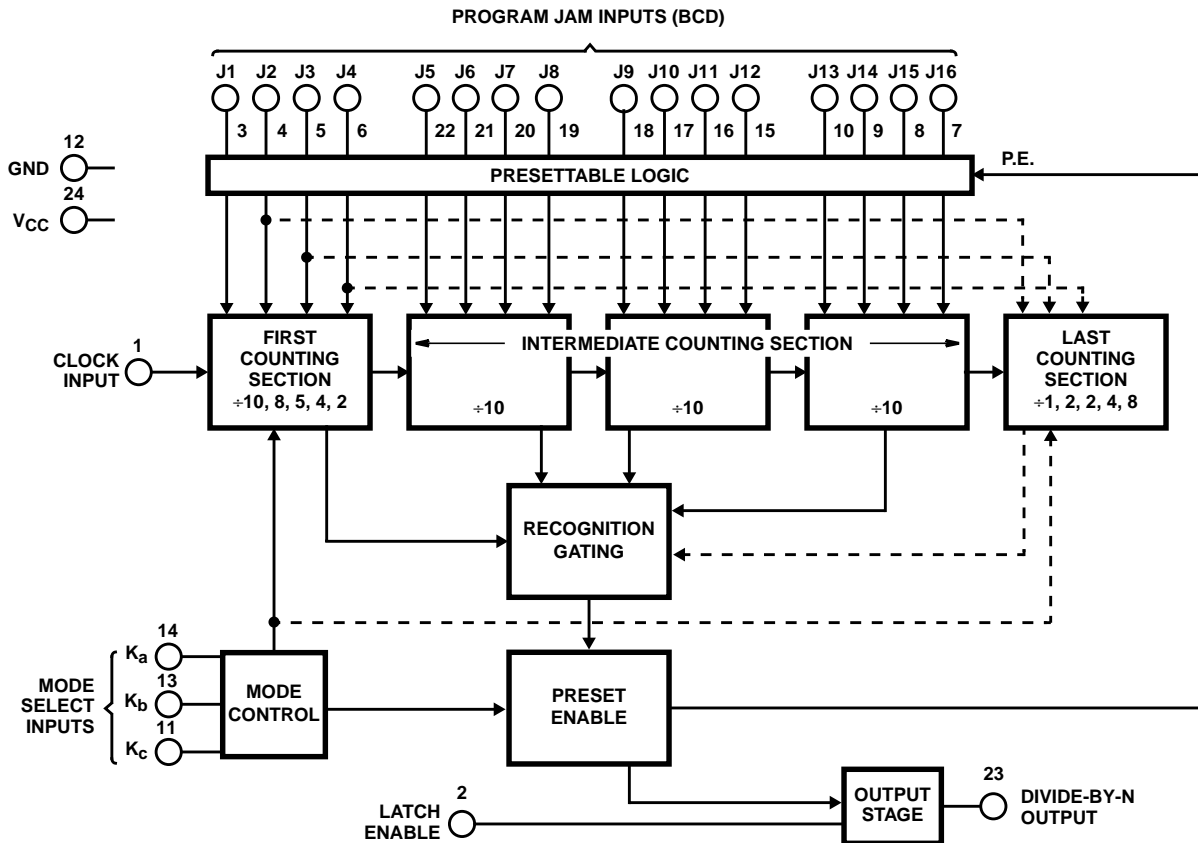 PROGRAM JAM INPUTS (BCD)
J1 J2 J3 J4 J5 J6 J7 J8 J9 J10 J11 J12 J13 J14 J15 J16
3 4 5 6 22 21 20 19 18 17 16 15 10 9 8 7
12
GND
24
VCC
PRESETTABLE LOGIC
P.E.
1
CLOCK
INPUT
FIRST
COUNTING
SECTION
÷10, 8, 5, 4, 2
INTERMEDIATE COUNTING SECTION
÷10
÷10
÷10
LAST
COUNTING
SECTION
÷1, 2, 2, 4, 8
RECOGNITION
GATING
MODE
SELECT
INPUTS
14
Ka
13
Kb
11
Kc
MODE
CONTROL
PRESET
ENABLE
2
LATCH
ENABLE
OUTPUT
STAGE
23
DIVIDE-BY-N
OUTPUT